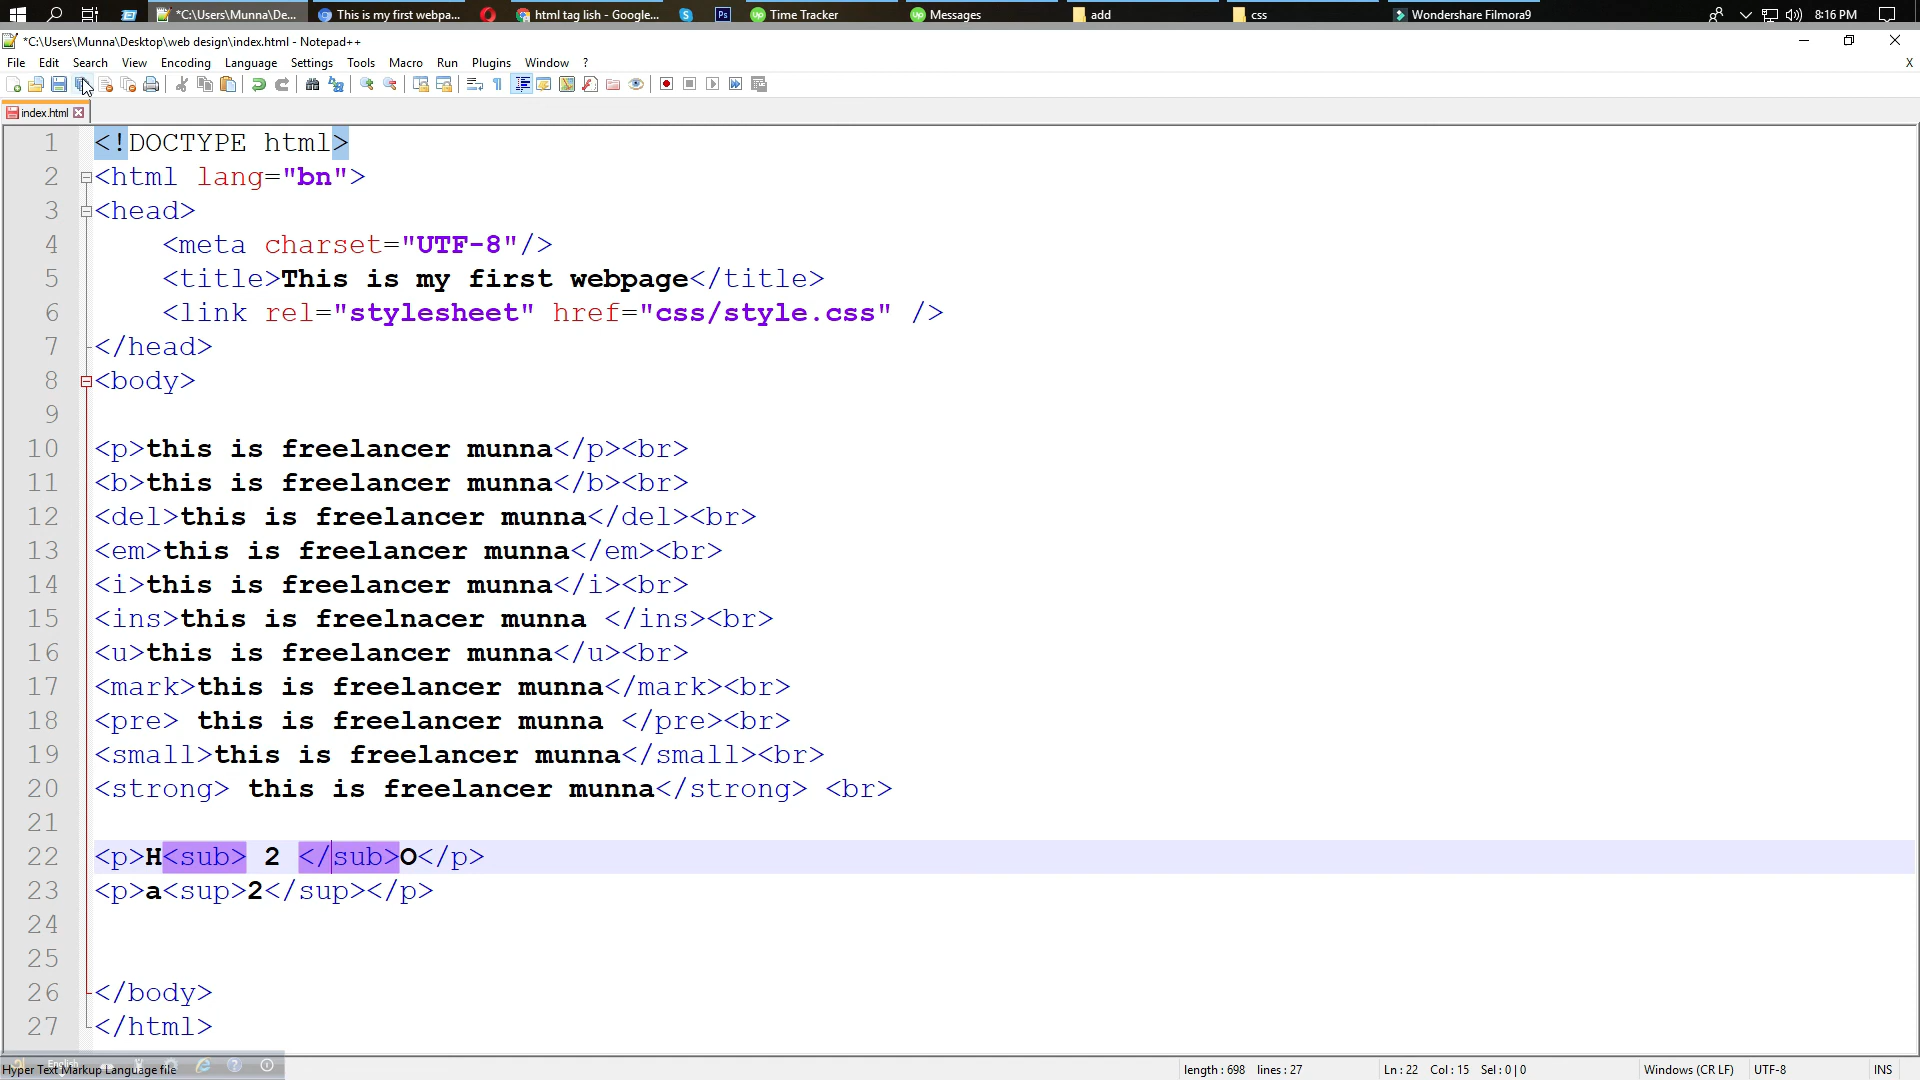 *C:\Users\Munna\De...
This is my first webpa...
html tag lish - Google...
Time Tracker
Messages
add
css
Wondershare Filmora9
8:16 PM
*C:\Users\Munna\Desktop\web design\index.html - Notepad++
File Edit Search View Encoding Language Settings Tools Macro Run Plugins Window ? X
index.html
1 <!DOCTYPE html>
2 <html lang="bn">
3 <head>
4 <meta charset="UTF-8"/>
5 <title>This is my first webpage</title>
6 <link rel="stylesheet" href="css/style.css" />
7 </head>
8 <body>
9
10 <p>this is freelancer munna</p><br>
11 <b>this is freelancer munna</b><br>
12 <del>this is freelancer munna</del><br>
13 <em>this is freelancer munna</em><br>
14 <i>this is freelancer munna</i><br>
15 <ins>this is freelnacer munna </ins><br>
16 <u>this is freelancer munna</u><br>
17 <mark>this is freelancer munna</mark><br>
18 <pre> this is freelancer munna </pre><br>
19 <small>this is freelancer munna</small><br>
20 <strong> this is freelancer munna</strong> <br>
21
22 <p>H<sub> 2 </sub>O</p>
23 <p>a<sup>2</sup></p>
24
25
26 </body>
27 </html>
English
Hyper Text Markup Language file
length : 698 lines : 27
Ln : 22 Col : 15 Sel : 0 | 0
Windows (CR LF)
UTF-8
INS